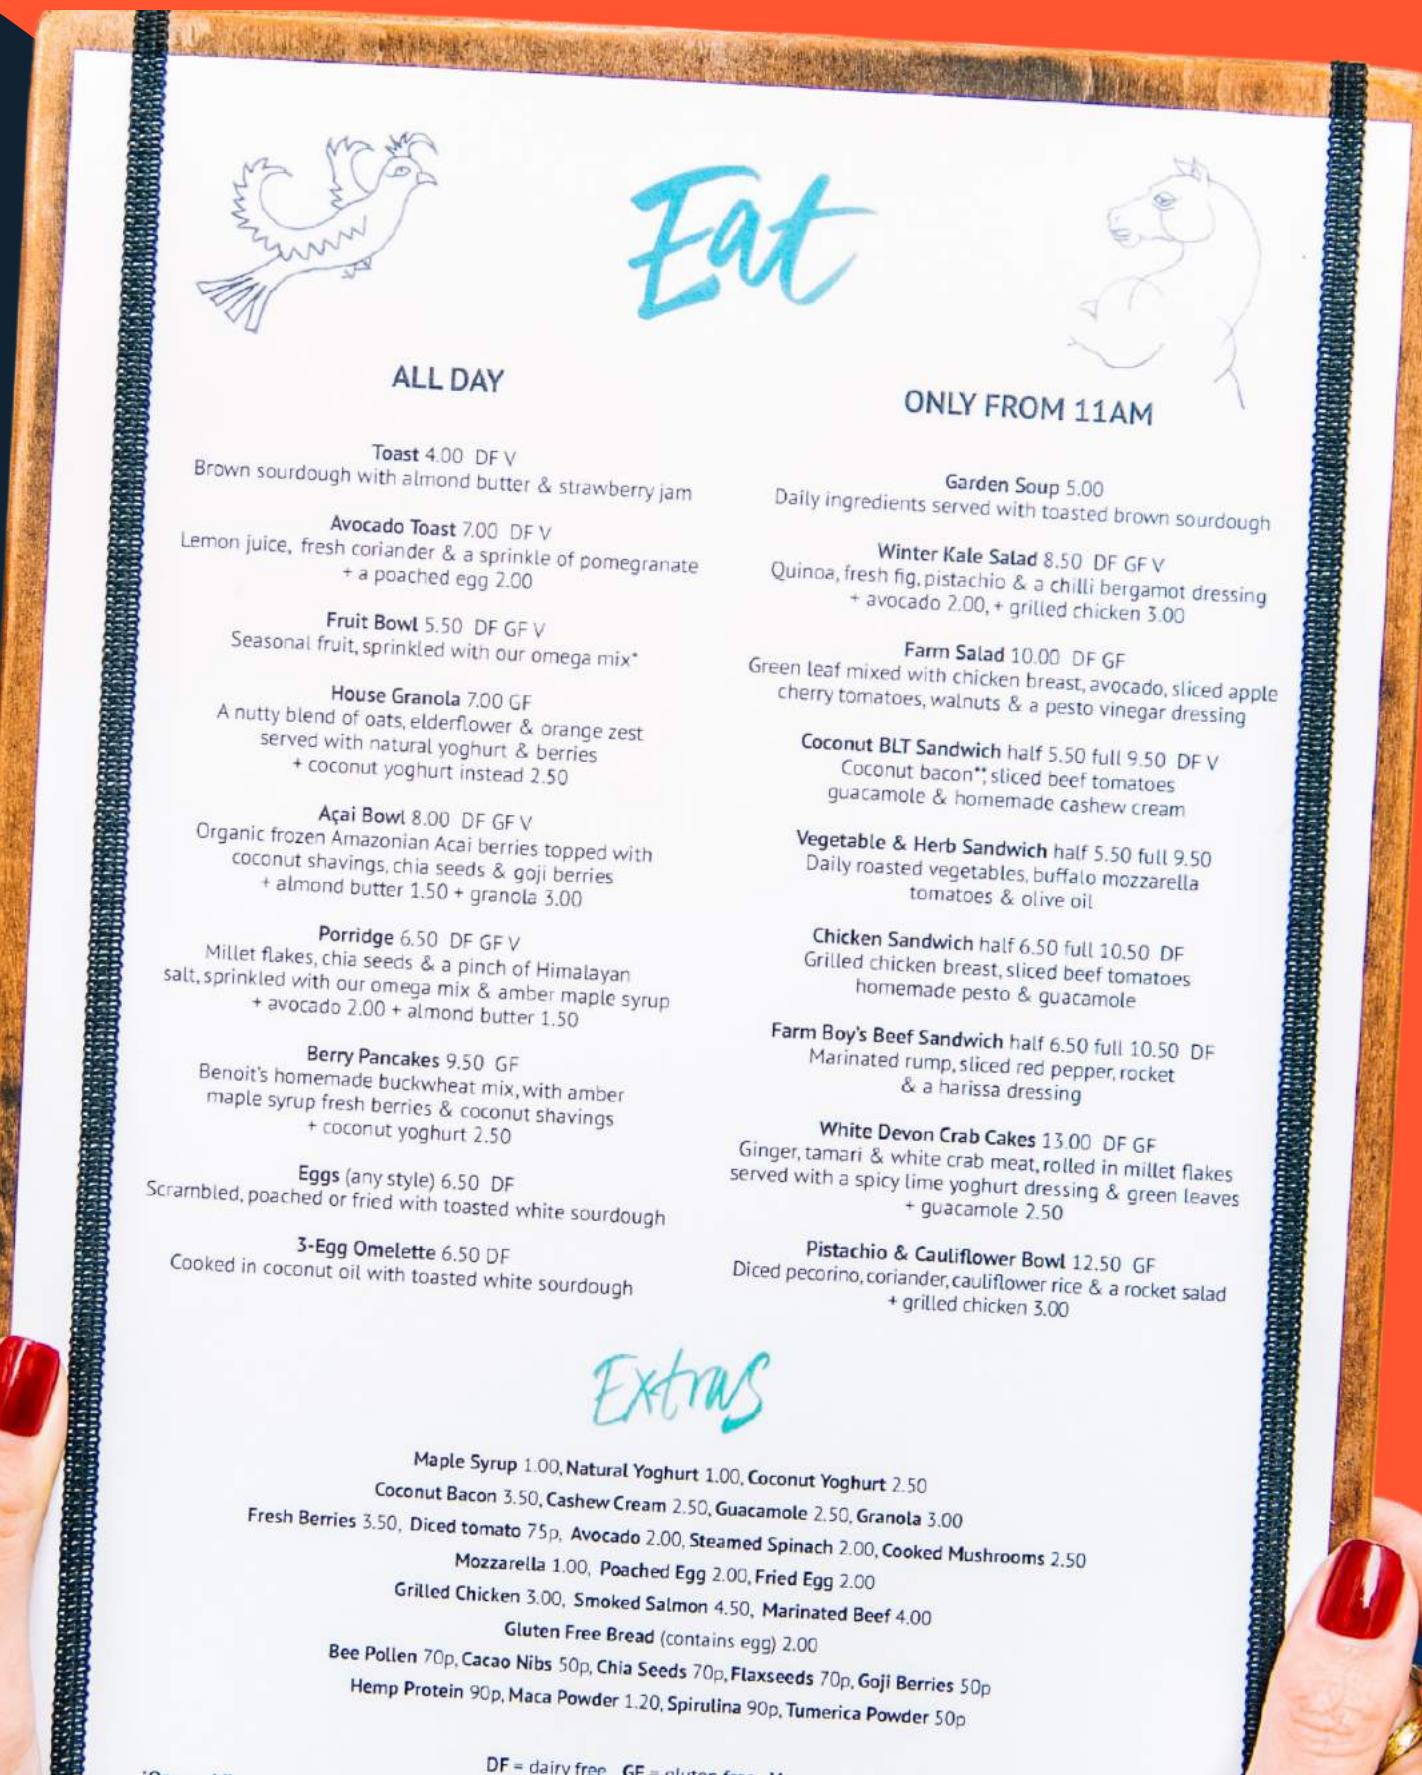 Eat
ALL DAY
Toast 4.00 DF V
Brown sourdough with almond butter & strawberry jam
Avocado Toast 7.00 DF V
Lemon juice, fresh coriander & a sprinkle of pomegranate
+ a poached egg 2.00
Fruit Bowl 5.50 DF GF V
Seasonal fruit, sprinkled with our omega mix*
House Granola 7.00 GF
A nutty blend of oats, elderflower & orange zest
served with natural yoghurt & berries
+ coconut yoghurt instead 2.50
Açai Bowl 8.00 DF GF V
Organic frozen Amazonian Acai berries topped with
coconut shavings, chia seeds & goji berries
+ almond butter 1.50 + granola 3.00
Porridge 6.50 DF GF V
Millet flakes, chia seeds & a pinch of Himalayan
salt, sprinkled with our omega mix & amber maple syrup
+ avocado 2.00 + almond butter 1.50
Berry Pancakes 9.50 GF
Benoit's homemade buckwheat mix, with amber
maple syrup fresh berries & coconut shavings
+ coconut yoghurt 2.50
Eggs (any style) 6.50 DF
Scrambled, poached or fried with toasted white sourdough
3-Egg Omelette 6.50 DF
Cooked in coconut oil with toasted white sourdough
ONLY FROM 11AM
Garden Soup 5.00
Daily ingredients served with toasted brown sourdough
Winter Kale Salad 8.50 DF GF V
Quinoa, fresh fig, pistachio & a chilli bergamot dressing
+ avocado 2.00, + grilled chicken 3.00
Farm Salad 10.00 DF GF
Green leaf mixed with chicken breast, avocado, sliced apple
cherry tomatoes, walnuts & a pesto vinegar dressing
Coconut BLT Sandwich half 5.50 full 9.50 DF V
Coconut bacon**, sliced beef tomatoes
guacamole & homemade cashew cream
Vegetable & Herb Sandwich half 5.50 full 9.50
Daily roasted vegetables, buffalo mozzarella
tomatoes & olive oil
Chicken Sandwich half 6.50 full 10.50 DF
Grilled chicken breast, sliced beef tomatoes
homemade pesto & guacamole
Farm Boy's Beef Sandwich half 6.50 full 10.50 DF
Marinated rump, sliced red pepper, rocket
& a harissa dressing
White Devon Crab Cakes 13.00 DF GF
Ginger, tamari & white crab meat, rolled in millet flakes
served with a spicy lime yoghurt dressing & green leaves
+ guacamole 2.50
Pistachio & Cauliflower Bowl 12.50 GF
Diced pecorino, coriander, cauliflower rice & a rocket salad
+ grilled chicken 3.00
Extras
Maple Syrup 1.00, Natural Yoghurt 1.00, Coconut Yoghurt 2.50
Coconut Bacon 3.50, Cashew Cream 2.50, Guacamole 2.50, Granola 3.00
Fresh Berries 3.50, Diced tomato 75p, Avocado 2.00, Steamed Spinach 2.00, Cooked Mushrooms 2.50
Mozzarella 1.00, Poached Egg 2.00, Fried Egg 2.00
Grilled Chicken 3.00, Smoked Salmon 4.50, Marinated Beef 4.00
Gluten Free Bread (contains egg) 2.00
Bee Pollen 70p, Cacao Nibs 50p, Chia Seeds 70p, Flaxseeds 70p, Goji Berries 50p
Hemp Protein 90p, Maca Powder 1.20, Spirulina 90p, Tumerica Powder 50p
DF = dairy free GF = gluten free